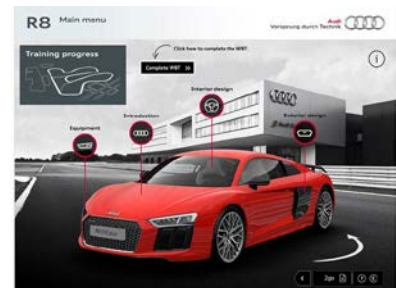 R8 Main menu
Audi
Vorsprung durch Technik
Training progress
Click here to complete the WBT.
Complete WBT
Interior design
Introduction
Exterior design
Equipment